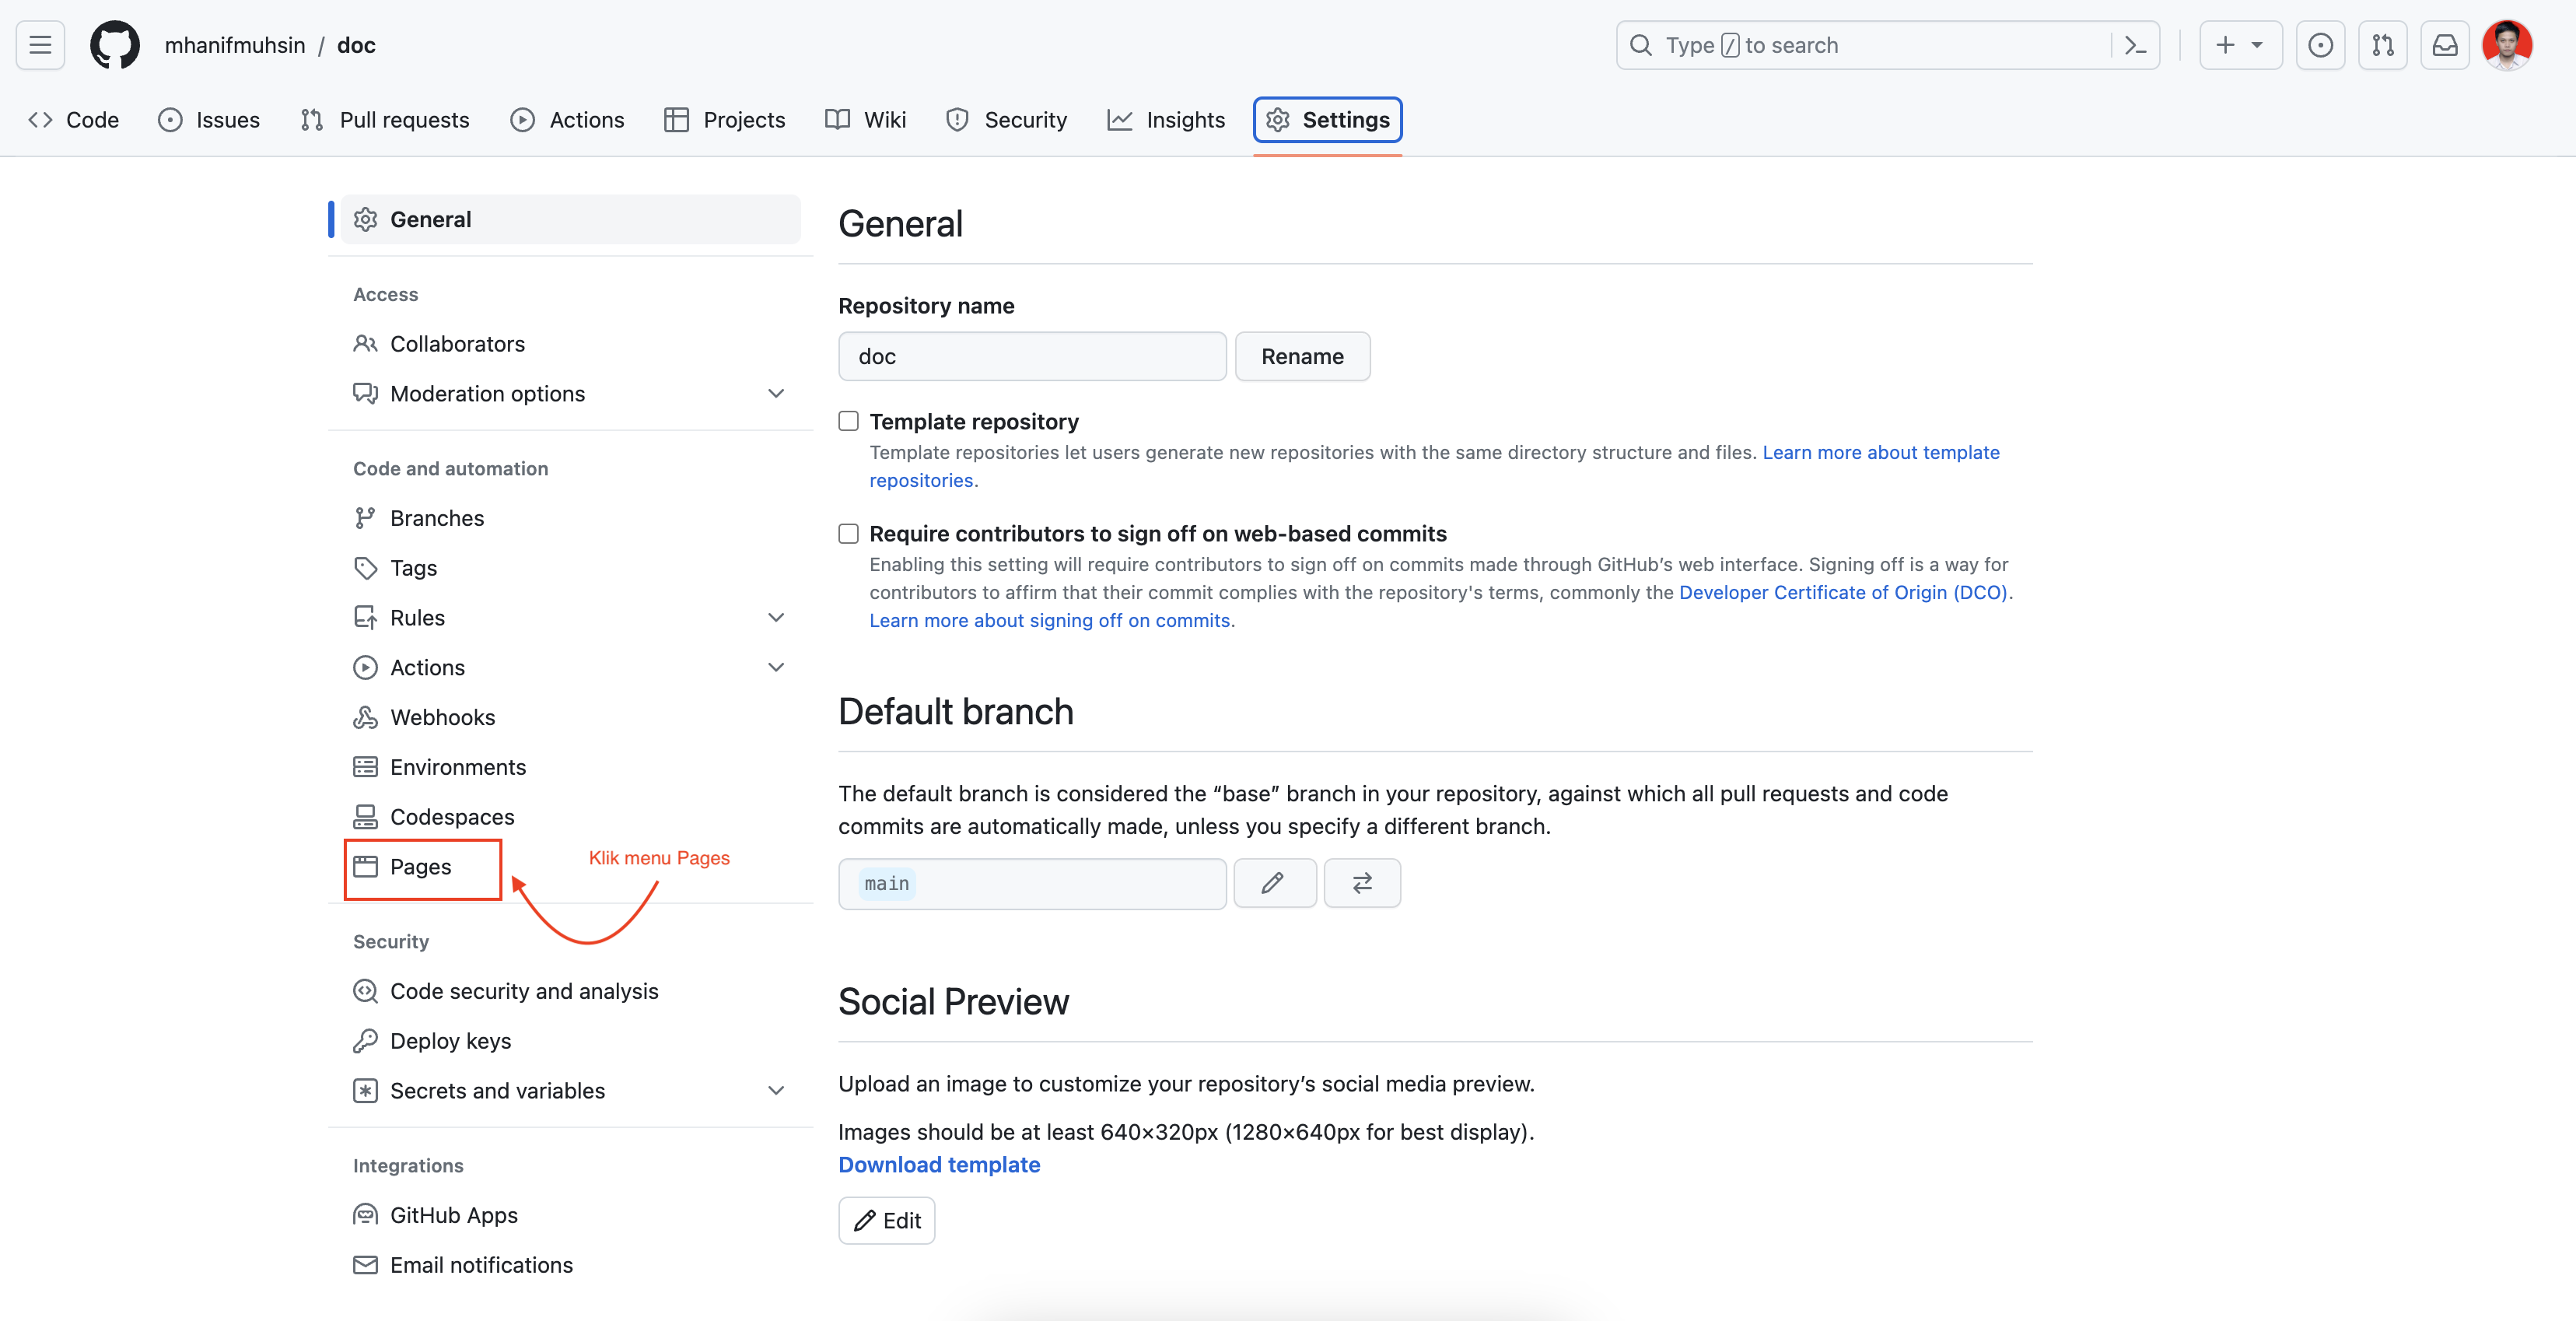 mhanifmuhsin / doc
Type / to search
Code
Issues
Pull requests
Actions
Projects
Wiki
Security
Insights
Settings
General
Access
Collaborators
Moderation options
Code and automation
Branches
Tags
Rules
Actions
Webhooks
Environments
Codespaces
Pages
Klik menu Pages
Security
Code security and analysis
Deploy keys
Secrets and variables
Integrations
GitHub Apps
Email notifications
General
Repository name
doc
Rename
Template repository
Template repositories let users generate new repositories with the same directory structure and files. Learn more about template
repositories.
Require contributors to sign off on web-based commits
Enabling this setting will require contributors to sign off on commits made through GitHub’s web interface. Signing off is a way for
contributors to affirm that their commit complies with the repository's terms, commonly the Developer Certificate of Origin (DCO).
Learn more about signing off on commits.
Default branch
The default branch is considered the “base” branch in your repository, against which all pull requests and code
commits are automatically made, unless you specify a different branch.
main
Social Preview
Upload an image to customize your repository’s social media preview.
Images should be at least 640×320px (1280×640px for best display).
Download template
Edit